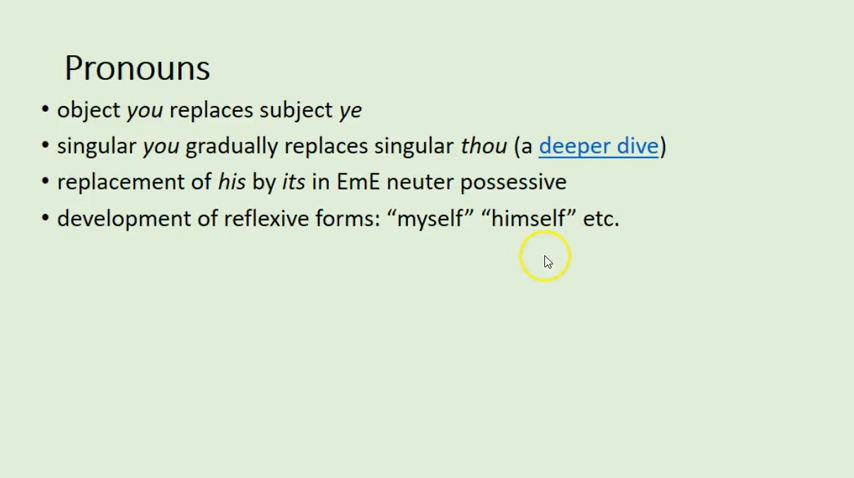 Pronouns
• object you replaces subject ye
• singular you gradually replaces singular thou (a deeper dive)
• replacement of his by its in EmE neuter possessive
• development of reflexive forms: “myself” “himself” etc.